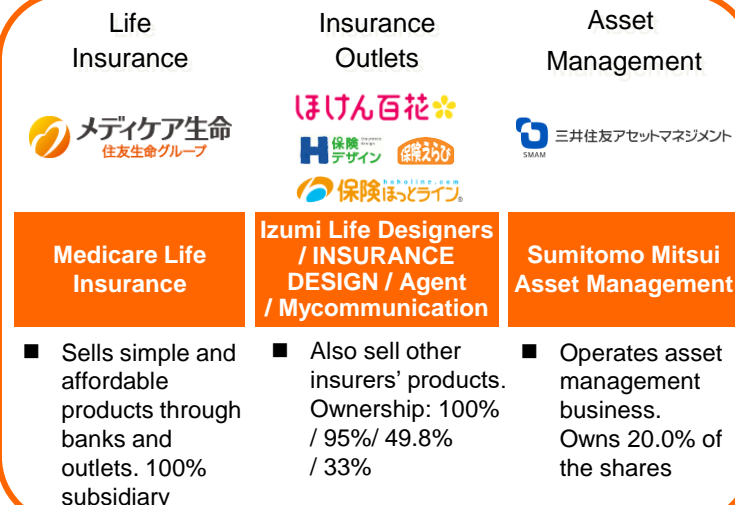 Life
Insurance
メディケア生命
住友生命グループ
Medicare Life
Insurance
■ Sells simple and
affordable
products through
banks and
outlets. 100%
subsidiary
Insurance
Outlets
ほけん百花
保険
デザイン
保険えらび
hoholine.com
保険ほっとライン。
Izumi Life Designers
/ INSURANCE
DESIGN / Agent
/ Mycommunication
■ Also sell other
insurers’ products.
Ownership: 100%
/ 95%/ 49.8%
/ 33%
Asset
Management
SMAM
三井住友アセットマネジメント
Sumitomo Mitsui
Asset Management
■ Operates asset
management
business.
Owns 20.0% of
the shares